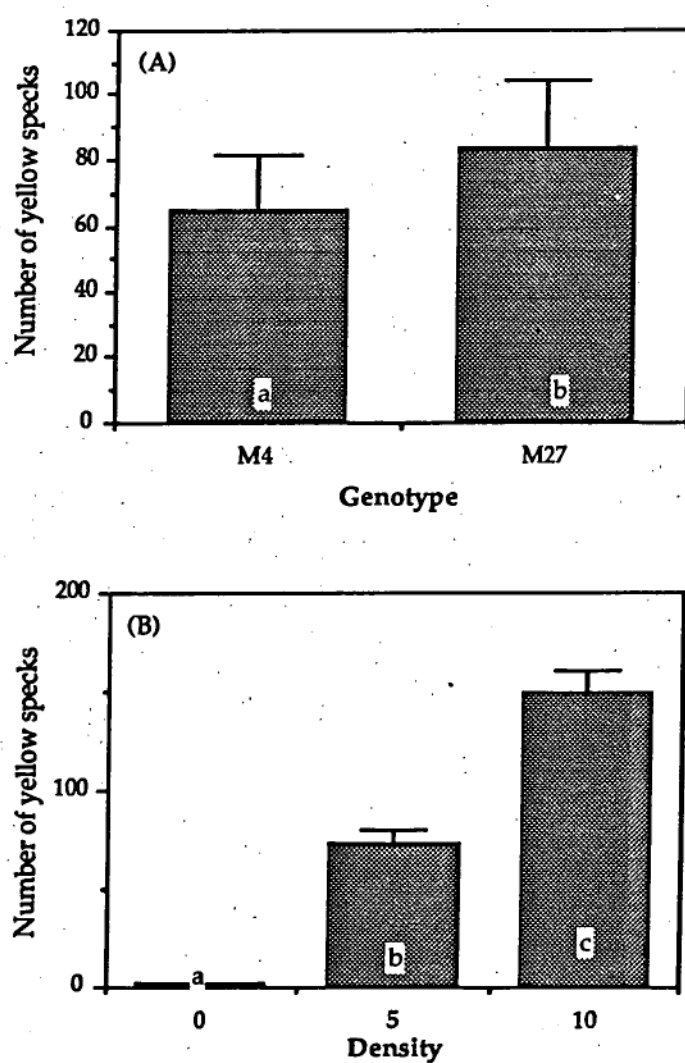 (A)
Number of yellow specks
120
100
80
60
40
20
0
a
b
M4
M27
Genotype
(B)
Number of yellow specks
200
100
0
a
b
c
0
5
10
Density